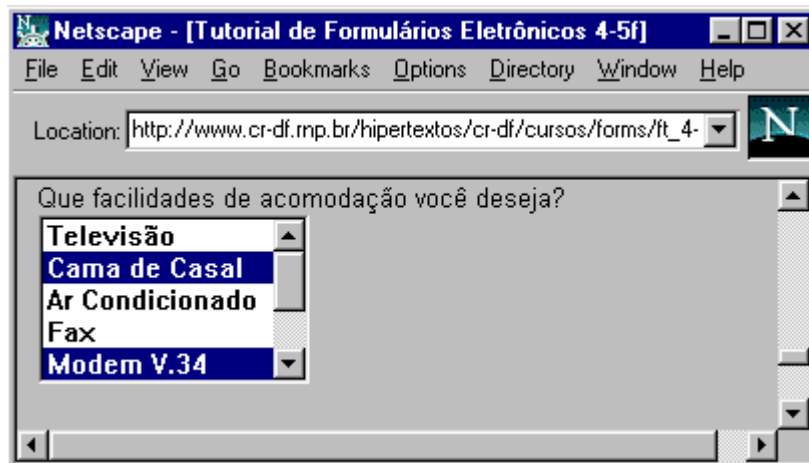 Netscape - [Tutorial de Formulários Eletrônicos 4-5f]
File Edit View Go Bookmarks Options Directory Window Help
Location: http://www.cr-df.rnp.br/hipertextos/cr-df/cursos/forms/ft_4-
N
Que facilidades de acomodação você deseja?
Televisão
Cama de Casal
Ar Condicionado
Fax
Modem V.34